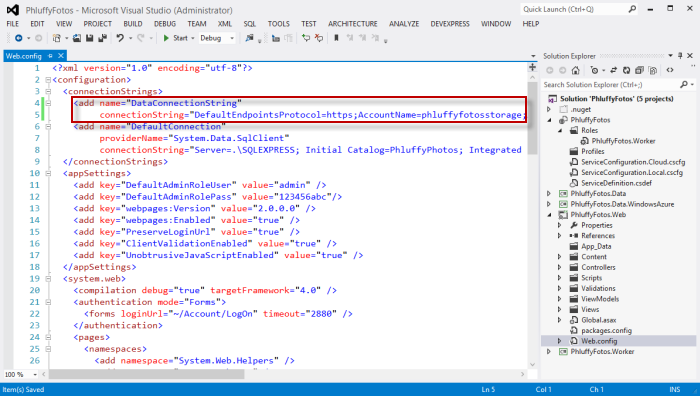 PhluffyFotos - Microsoft Visual Studio (Administrator)
Quick Launch (Ctrl+Q)
FILE EDIT VIEW PROJECT BUILD DEBUG TEAM XML SQL TOOLS TEST ARCHITECTURE ANALYZE DEVEXPRESS WINDOW HELP
Start Debug
Web.config
Solution Explorer
1 <?xml version="1.0" encoding="utf-8"?>
2 <configuration>
3 <connectionStrings>
4 <add name="DataConnectionString"
5 connectionString="DefaultEndpointsProtocol=https;AccountName=phluffyfotosstorage;
6 <add name="DefaultConnection"
7 providerName="System.Data.SqlClient"
8 connectionString="Server=.\SQLEXPRESS; Initial Catalog=PhluffyPhotos; Integrated
9 </connectionStrings>
10 <appSettings>
11 <add key="DefaultAdminRoleUser" value="admin" />
12 <add key="DefaultAdminRolePass" value="123456abc"/>
13 <add key="webpages:Version" value="2.0.0.0" />
14 <add key="webpages:Enabled" value="true" />
15 <add key="PreserveLoginUrl" value="true" />
16 <add key="ClientValidationEnabled" value="true" />
17 <add key="UnobtrusiveJavaScriptEnabled" value="true" />
18 </appSettings>
19 <system.web>
20 <compilation debug="true" targetFramework="4.0" />
21 <authentication mode="Forms">
22 <forms loginUrl="~/Account/LogOn" timeout="2880" />
23 </authentication>
24 <pages>
25 <namespaces>
26 <add namespace="System.Web.Helpers" />
100 %
Search Solution Explorer (Ctrl+;)
Solution 'PhluffyFotos' (5 projects)
.nuget
PhluffyFotos
Roles
PhluffyFotos.Worker
Profiles
ServiceConfiguration.Cloud.cscfg
ServiceConfiguration.Local.cscfg
ServiceDefinition.csdef
PhluffyFotos.Data
PhluffyFotos.Data.WindowsAzure
PhluffyFotos.Web
Properties
References
App_Data
Content
Controllers
Scripts
Validations
ViewModels
Views
Global.asax
packages.config
Web.config
PhluffyFotos.Worker
Item(s) Saved
Ln 5 Col 1 Ch 1 INS